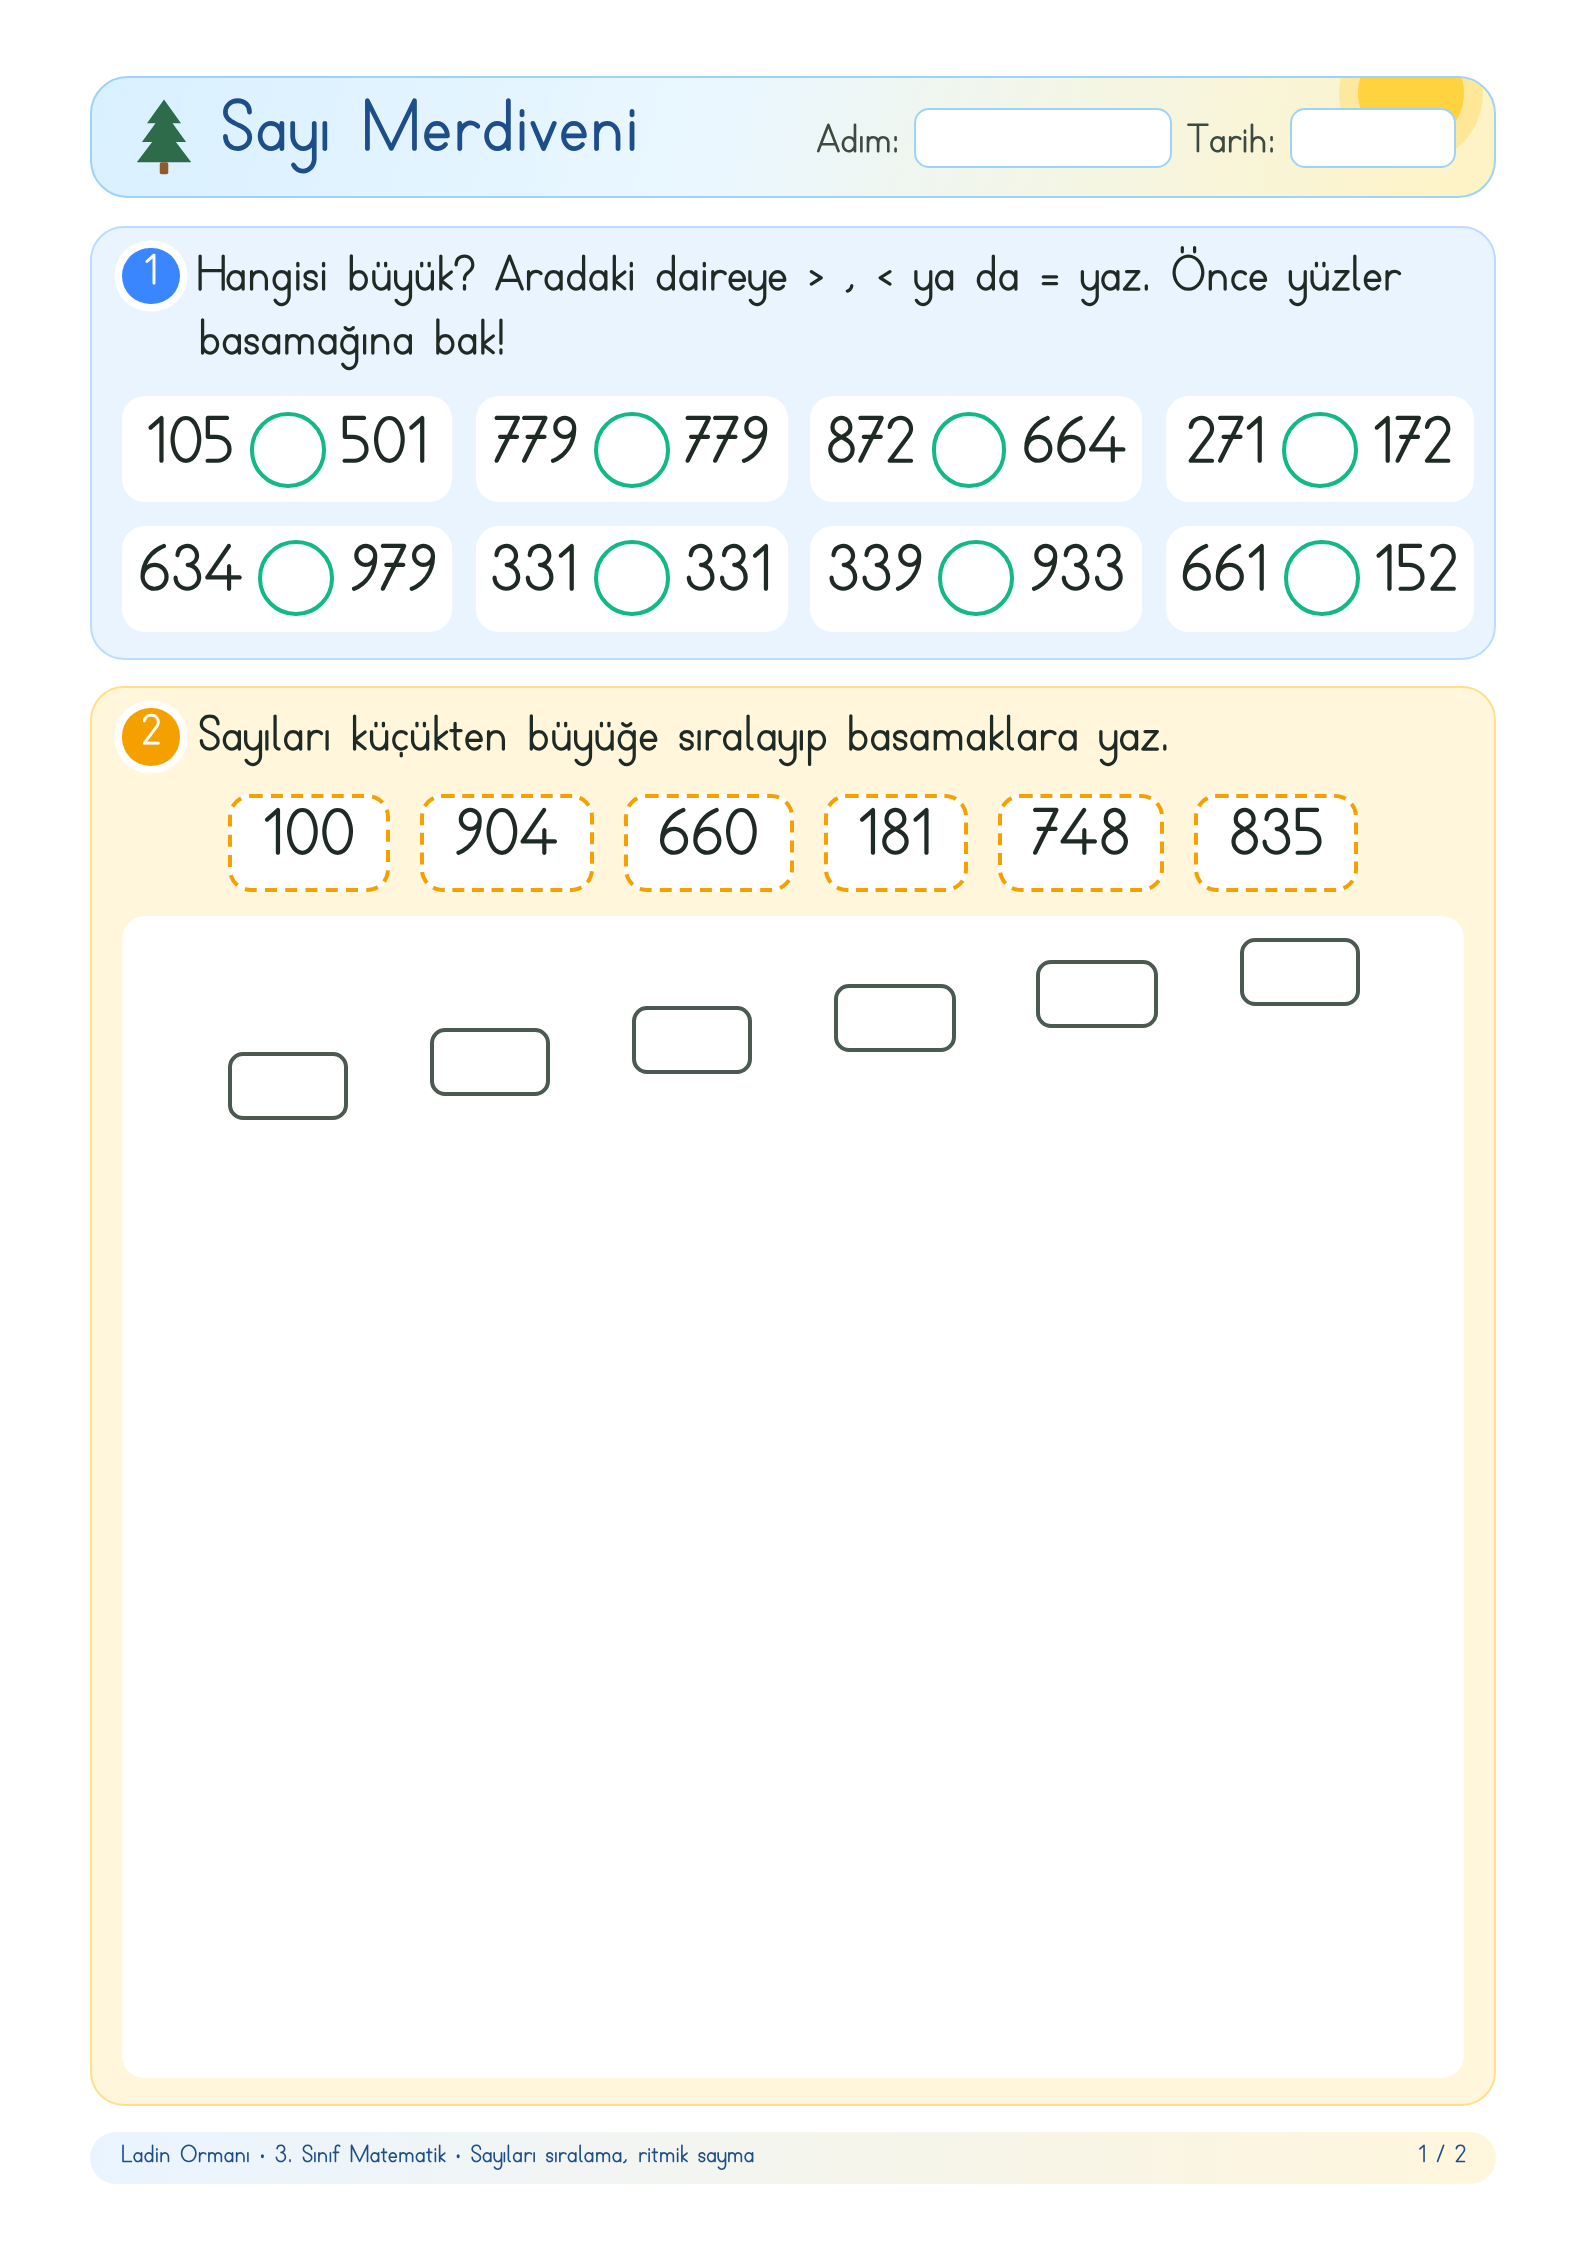 Sayı Merdiveni
Adım: Tarih:
1 Hangisi büyük? Aradaki daireye > , < ya da = yaz. Önce yüzler
basamağına bak!
105 501 779 779 872 664 271 172
634 979 331 331 339 933 661 152
2 Sayıları küçükten büyüğe sıralayıp basamaklara yaz.
100 904 660 181 748 835
Ladin Ormanı • 3. Sınıf Matematik • Sayıları sıralama, ritmik sayma 1 / 2